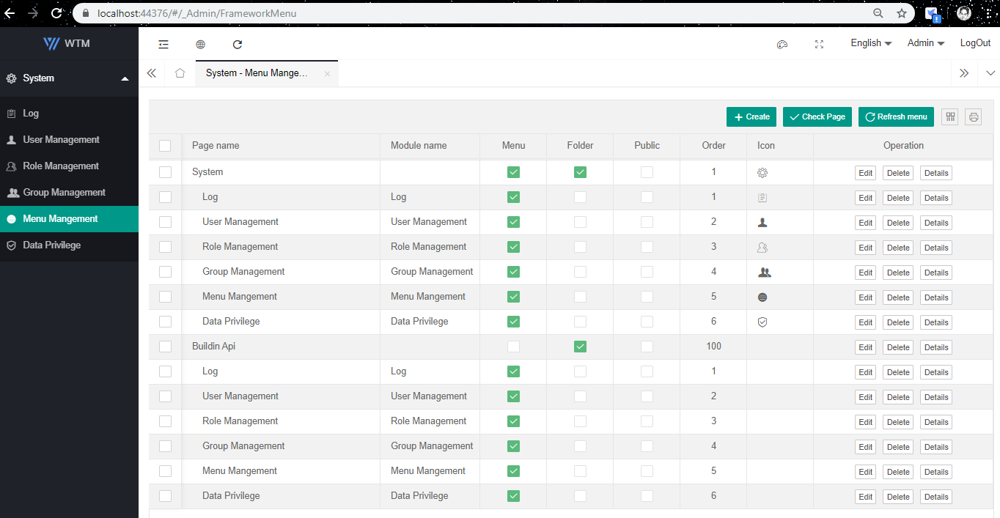 localhost:44376/#/_Admin/FrameworkMenu
WTM
English Admin LogOut
System
System - Menu Mange...
Log
User Management
Role Management
Group Management
Menu Mangement
Data Privilege
Create Check Page Refresh menu
Page name Module name Menu Folder Public Order Icon Operation
System 1 Edit Delete Details
Log Log 1 Edit Delete Details
User Management User Management 2 Edit Delete Details
Role Management Role Management 3 Edit Delete Details
Group Management Group Management 4 Edit Delete Details
Menu Mangement Menu Mangement 5 Edit Delete Details
Data Privilege Data Privilege 6 Edit Delete Details
Buildin Api 100 Edit Delete Details
Log Log 1 Edit Delete Details
User Management User Management 2 Edit Delete Details
Role Management Role Management 3 Edit Delete Details
Group Management Group Management 4 Edit Delete Details
Menu Mangement Menu Mangement 5 Edit Delete Details
Data Privilege Data Privilege 6 Edit Delete Details